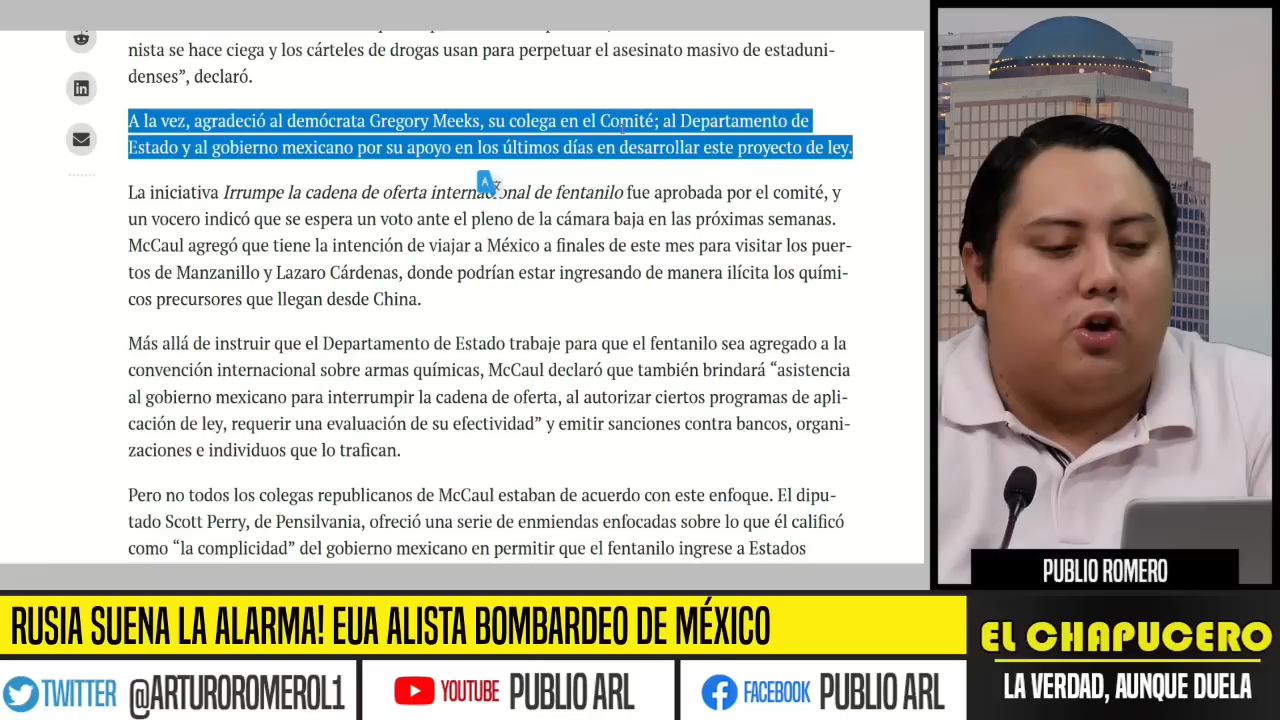 nista se hace ciega y los cárteles de drogas usan para perpetuar el asesinato masivo de estaduni-
denses”, declaró.
A la vez, agradeció al demócrata Gregory Meeks, su colega en el Comité; al Departamento de
Estado y al gobierno mexicano por su apoyo en los últimos días en desarrollar este proyecto de ley.
La iniciativa Irrumpe la cadena de oferta internacional de fentanilo fue aprobada por el comité, y
un vocero indicó que se espera un voto ante el pleno de la cámara baja en las próximas semanas.
McCaul agregó que tiene la intención de viajar a México a finales de este mes para visitar los puer-
tos de Manzanillo y Lazaro Cárdenas, donde podrían estar ingresando de manera ilícita los quími-
cos precursores que llegan desde China.
Más allá de instruir que el Departamento de Estado trabaje para que el fentanilo sea agregado a la
convención internacional sobre armas químicas, McCaul declaró que también brindará “asistencia
al gobierno mexicano para interrumpir la cadena de oferta, al autorizar ciertos programas de apli-
cación de ley, requerir una evaluación de su efectividad” y emitir sanciones contra bancos, organi-
zaciones e individuos que lo trafican.
Pero no todos los colegas republicanos de McCaul estaban de acuerdo con este enfoque. El dipu-
tado Scott Perry, de Pensilvania, ofreció una serie de enmiendas enfocadas sobre lo que él calificó
como “la complicidad” del gobierno mexicano en permitir que el fentanilo ingrese a Estados
PUBLIO ROMERO
RUSIA SUENA LA ALARMA! EUA ALISTA BOMBARDEO DE MÉXICO
EL CHAPUCERO
LA VERDAD, AUNQUE DUELA
TWITTER @ARTUROROMEROL1
YOUTUBE PUBLIO ARL
FACEBOOK PUBLIO ARL